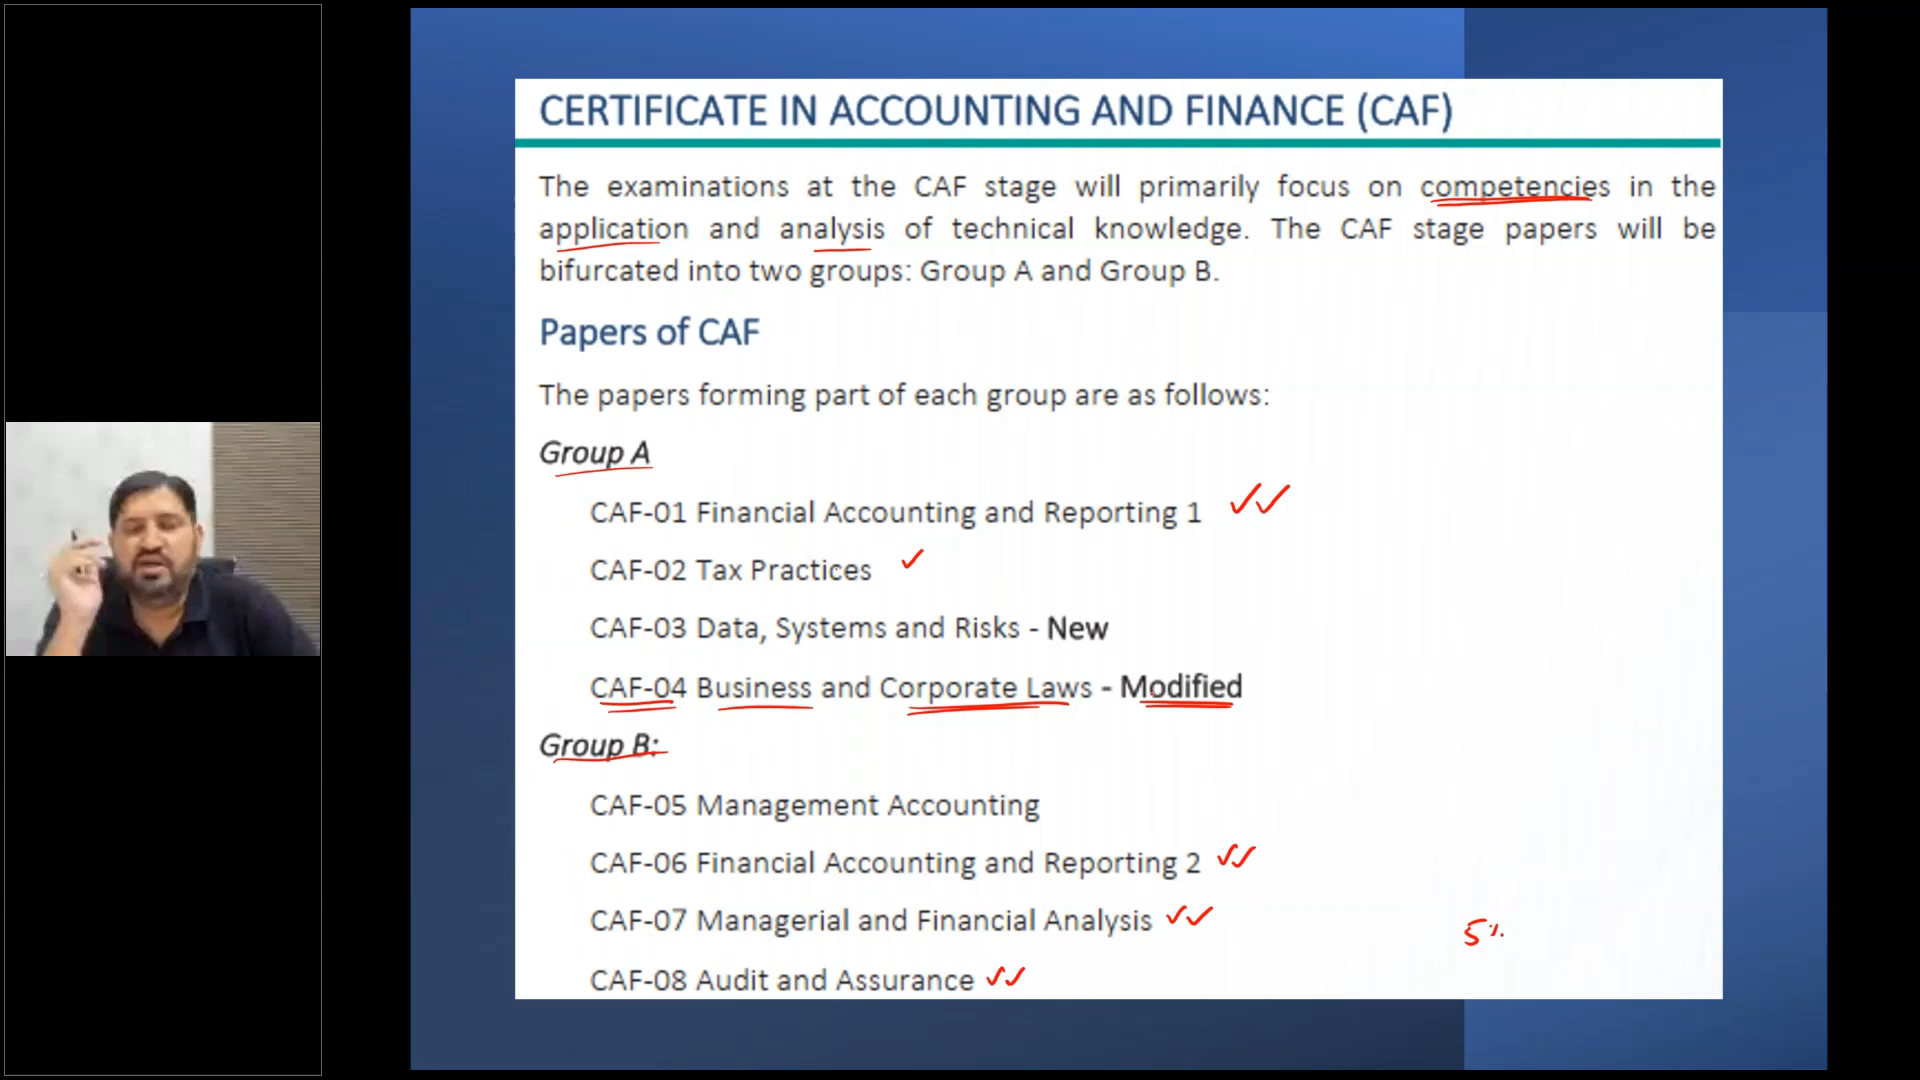 CERTIFICATE IN ACCOUNTING AND FINANCE (CAF)
The examinations at the CAF stage will primarily focus on competencies in the
application and analysis of technical knowledge. The CAF stage papers will be
bifurcated into two groups: Group A and Group B.
Papers of CAF
The papers forming part of each group are as follows:
Group A
CAF-01 Financial Accounting and Reporting 1
CAF-02 Tax Practices
CAF-03 Data, Systems and Risks - New
CAF-04 Business and Corporate Laws - Modified
Group B:
CAF-05 Management Accounting
CAF-06 Financial Accounting and Reporting 2
CAF-07 Managerial and Financial Analysis
5%
CAF-08 Audit and Assurance